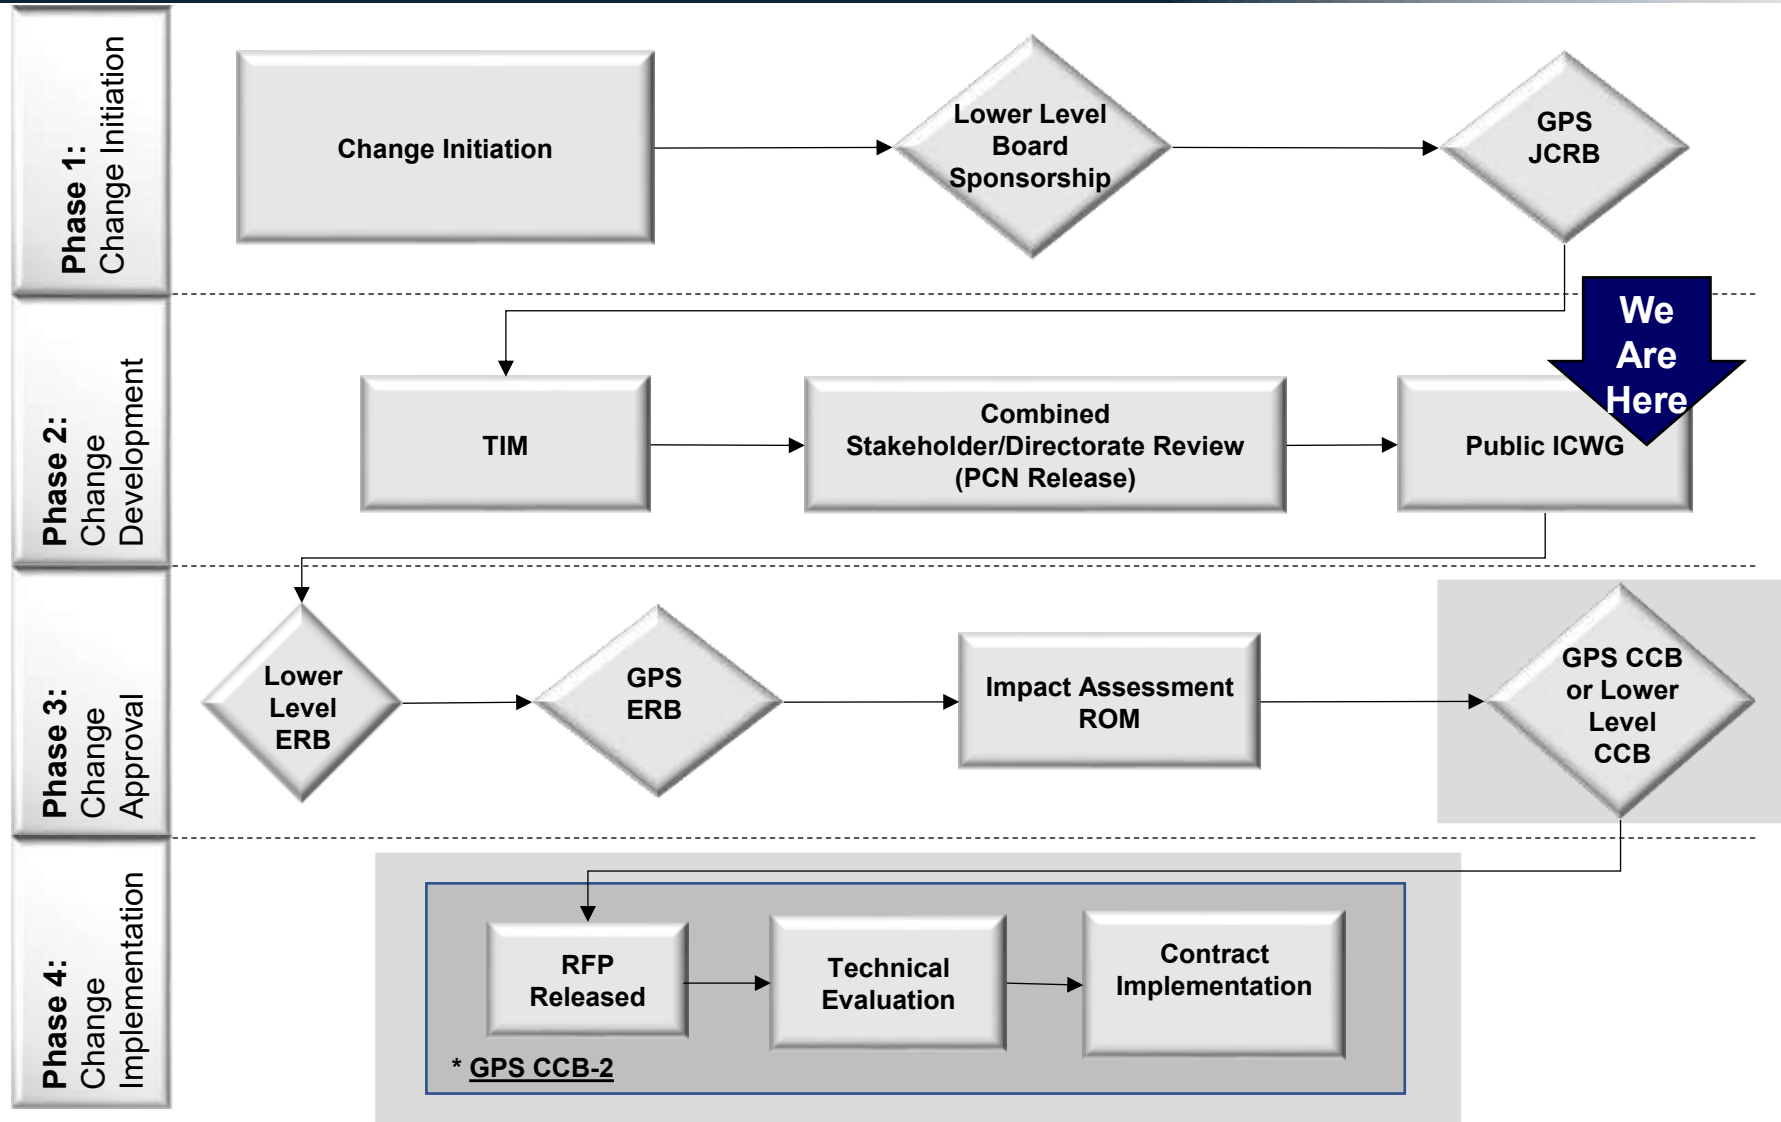 Phase 1:
Change Initiation
Change Initiation
Lower Level
Board
Sponsorship
GPS
JCRB
We
Are
Here
Phase 2:
Change
Development
TIM
Combined
Stakeholder/Directorate Review
(PCN Release)
Public ICWG
Phase 3:
Change
Approval
Lower
Level
ERB
GPS
ERB
Impact Assessment
ROM
GPS CCB
or Lower
Level
CCB
Phase 4:
Change
Implementation
RFP
Released
Technical
Evaluation
Contract
Implementation
* GPS CCB-2